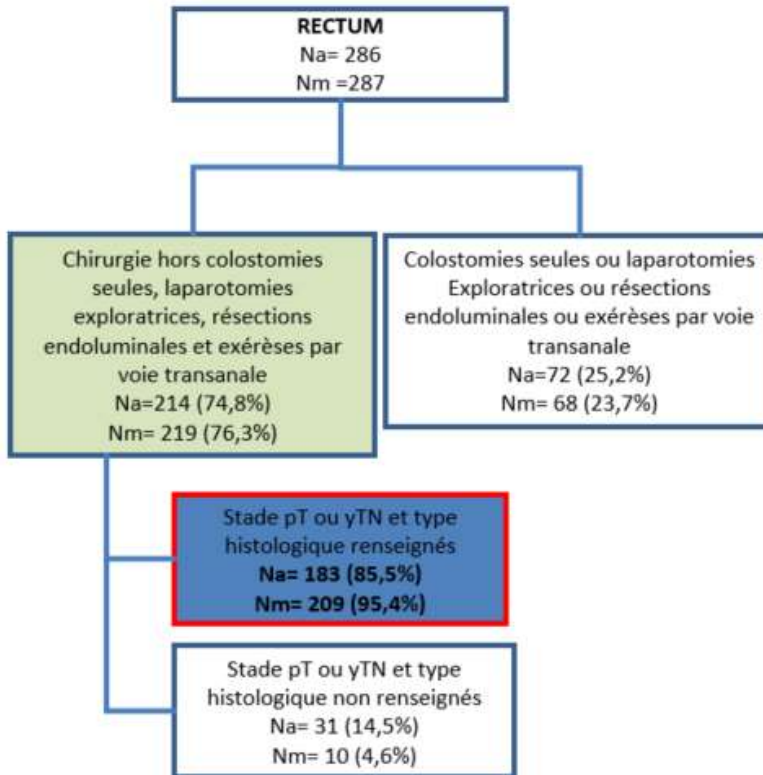 RECTUM
Na= 286
Nm =287
Chirurgie hors colostomies
seules, laparotomies
exploratrices, résections
endoluminales et exérèses par
voie transanale
Na=214 (74,8%)
Nm= 219 (76,3%)
Colostomies seules ou laparotomies
Exploratrices ou résections
endoluminales ou exérèses par voie
transanale
Na=72 (25,2%)
Nm= 68 (23,7%)
Stade pT ou yTN et type
histologique renseignés
Na= 183 (85,5%)
Nm= 209 (95,4%)
Stade pT ou yTN et type
histologique non renseignés
Na= 31 (14,5%)
Nm= 10 (4,6%)